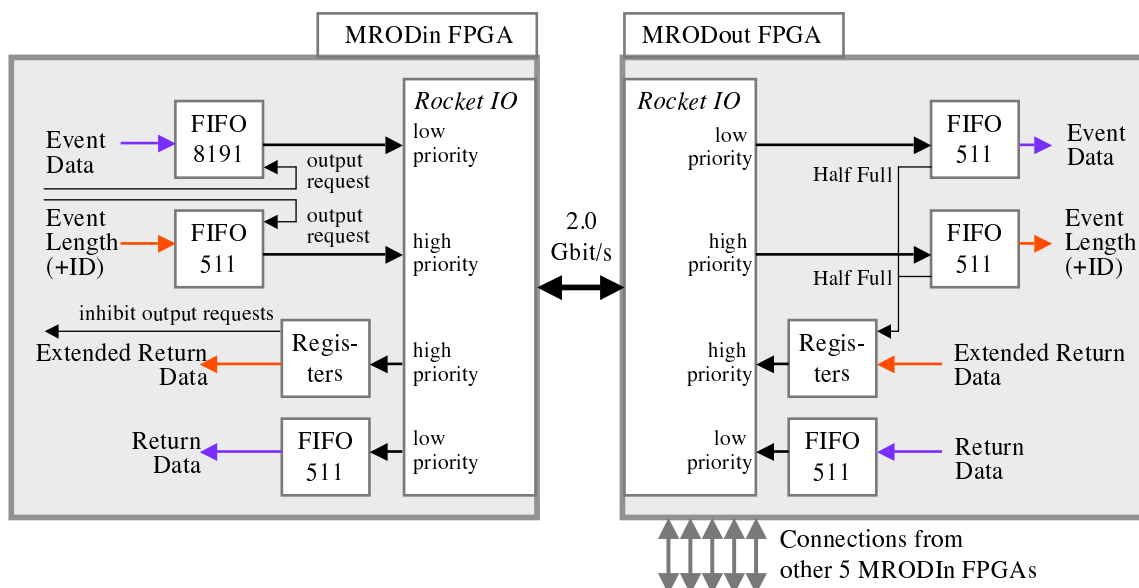 MRODin FPGA
MRODout FPGA
Rocket IO
Event
Data
FIFO
8191
low
priority
output
request
Event
Length
(+ID)
FIFO
511
output
request
high
priority
inhibit output requests
Extended Return
Data
Regis-
ters
high
priority
Return
Data
FIFO
511
low
priority
2.0
Gbit/s
Rocket IO
low
priority
FIFO
511
Event
Data
Half Full
high
priority
FIFO
511
Event
Length
(+ID)
Half Full
high
priority
Regis-
ters
Extended Return
Data
low
priority
FIFO
511
Return
Data
Connections from
other 5 MRODIn FPGAs